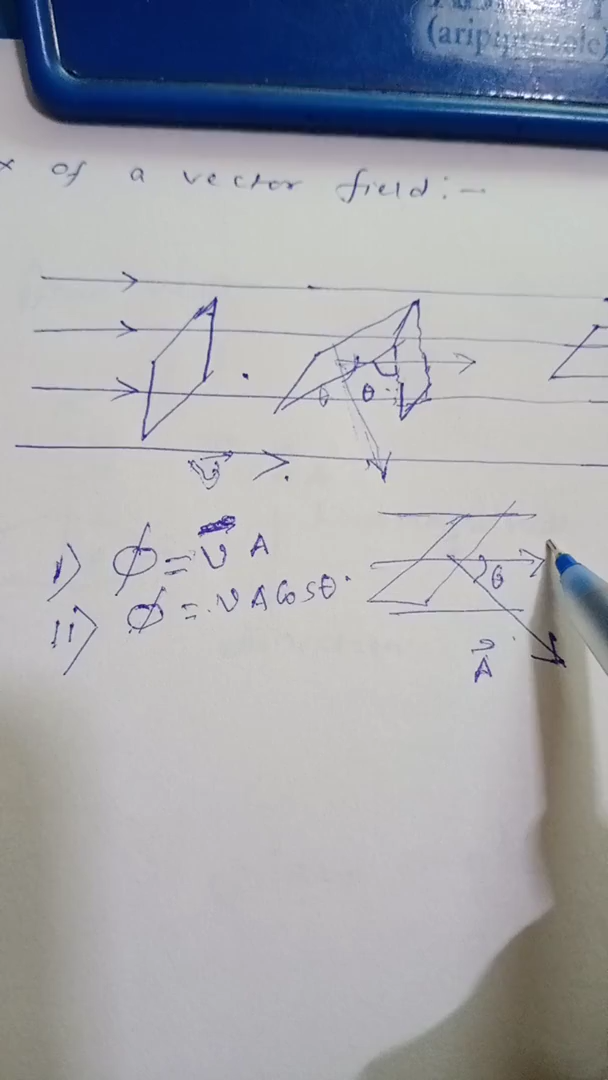 of a vector field:-
θ θ
v⃗
I) ϕ = v A
II) ϕ = v A Cosθ.
θ
A⃗